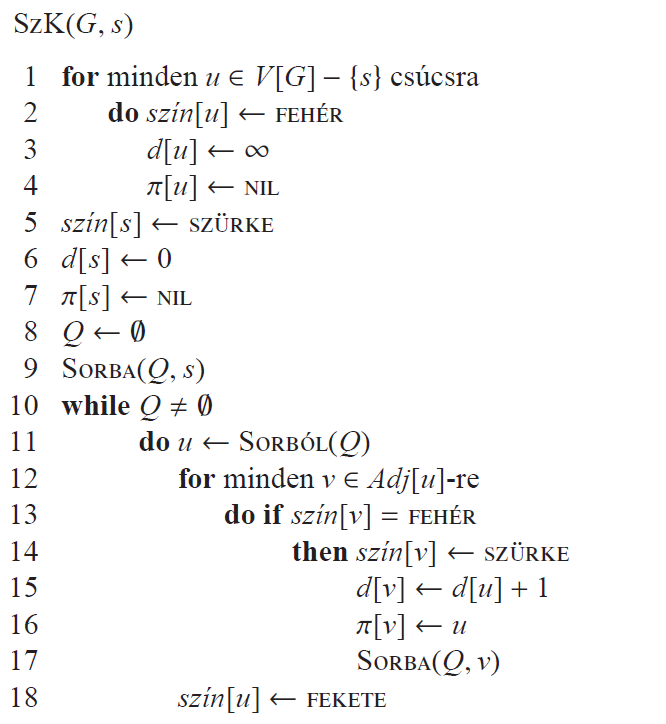 SzK(G, s)
1 for minden u ∈ V[G] − {s} csúcsra
2 do szín[u] ← FEHÉR
3 d[u] ← ∞
4 π[u] ← NIL
5 szín[s] ← SZÜRKE
6 d[s] ← 0
7 π[s] ← NIL
8 Q ← ∅
9 SORBA(Q, s)
10 while Q ≠ ∅
11 do u ← SORBÓL(Q)
12 for minden v ∈ Adj[u]-re
13 do if szín[v] = FEHÉR
14 then szín[v] ← SZÜRKE
15 d[v] ← d[u] + 1
16 π[v] ← u
17 SORBA(Q, v)
18 szín[u] ← FEKETE